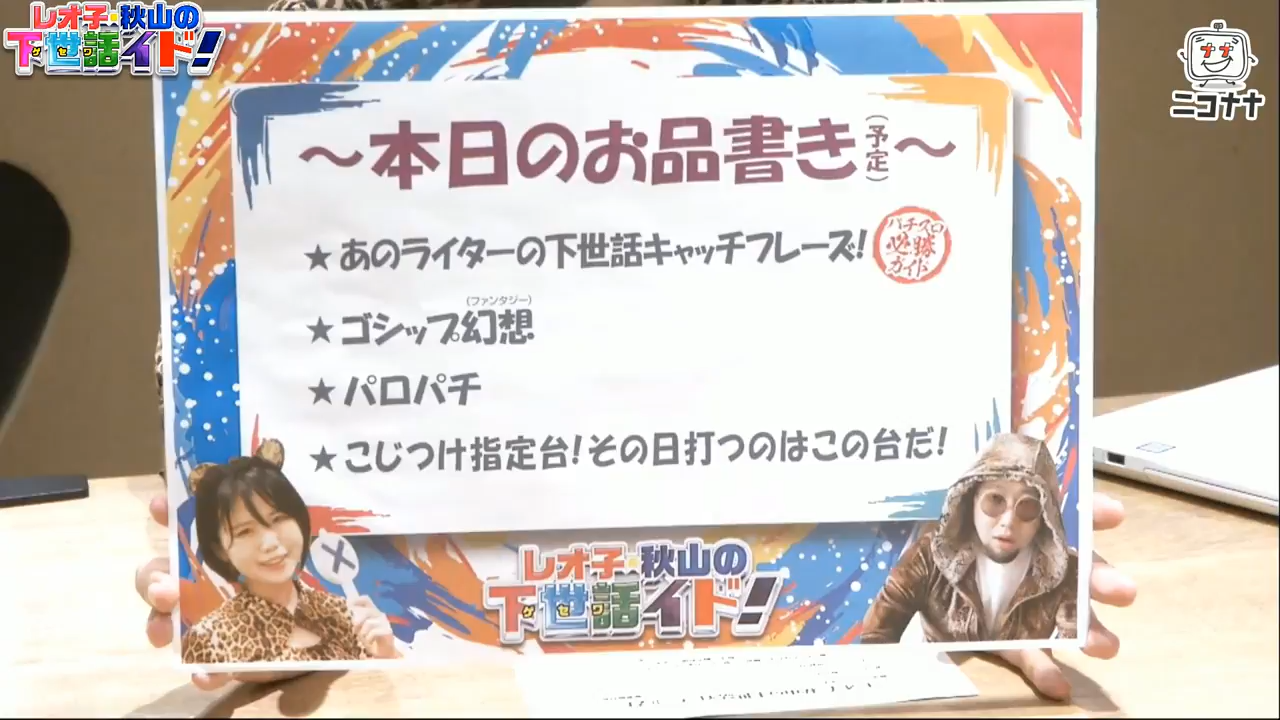 レオ子・秋山の
下世話イド!
ゲセワ
ニコナナ
〜本日のお品書き(予定)〜
★あのライターの下世話キャッチフレーズ!
パチスロ
必勝
ガイド
(ファンタジー)
★ゴシップ幻想
★パロパチ
★こじつけ指定台!その日打つのはこの台だ!
レオ子・秋山の
下世話イド!
ゲセワ